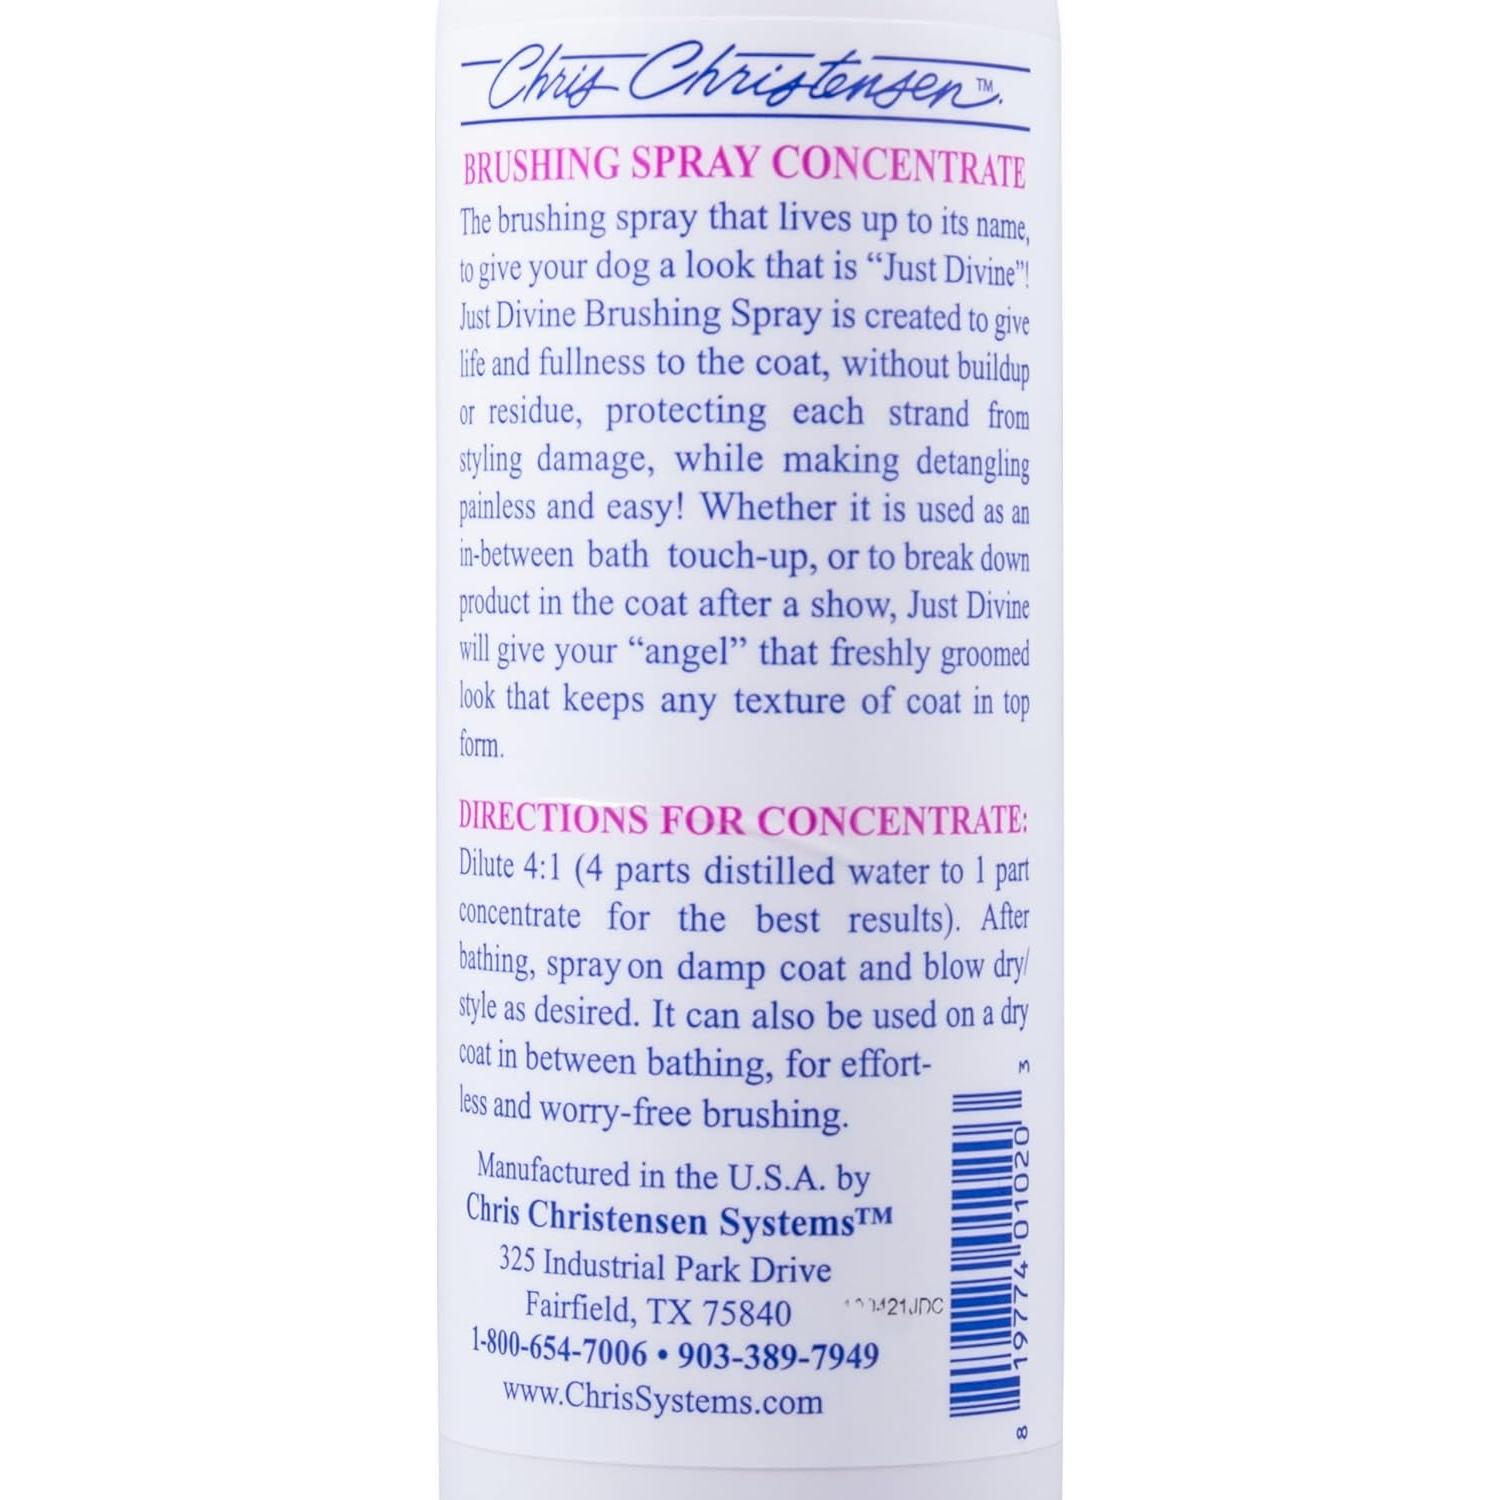 Chris Christensen™
BRUSHING SPRAY CONCENTRATE
The brushing spray that lives up to its name,
to give your dog a look that is “Just Divine”!
Just Divine Brushing Spray is created to give
life and fullness to the coat, without buildup
or residue, protecting each strand from
styling damage, while making detangling
painless and easy! Whether it is used as an
in-between bath touch-up, or to break down
product in the coat after a show, Just Divine
will give your “angel” that freshly groomed
look that keeps any texture of coat in top
form.
DIRECTIONS FOR CONCENTRATE:
Dilute 4:1 (4 parts distilled water to 1 part
concentrate for the best results). After
bathing, spray on damp coat and blow dry/
style as desired. It can also be used on a dry
coat in between bathing, for effort-
less and worry-free brushing.
Manufactured in the U.S.A. by
Chris Christensen Systems™
325 Industrial Park Drive
Fairfield, TX 75840
1-800-654-7006 • 903-389-7949
www.ChrisSystems.com
8 19774 01020 3